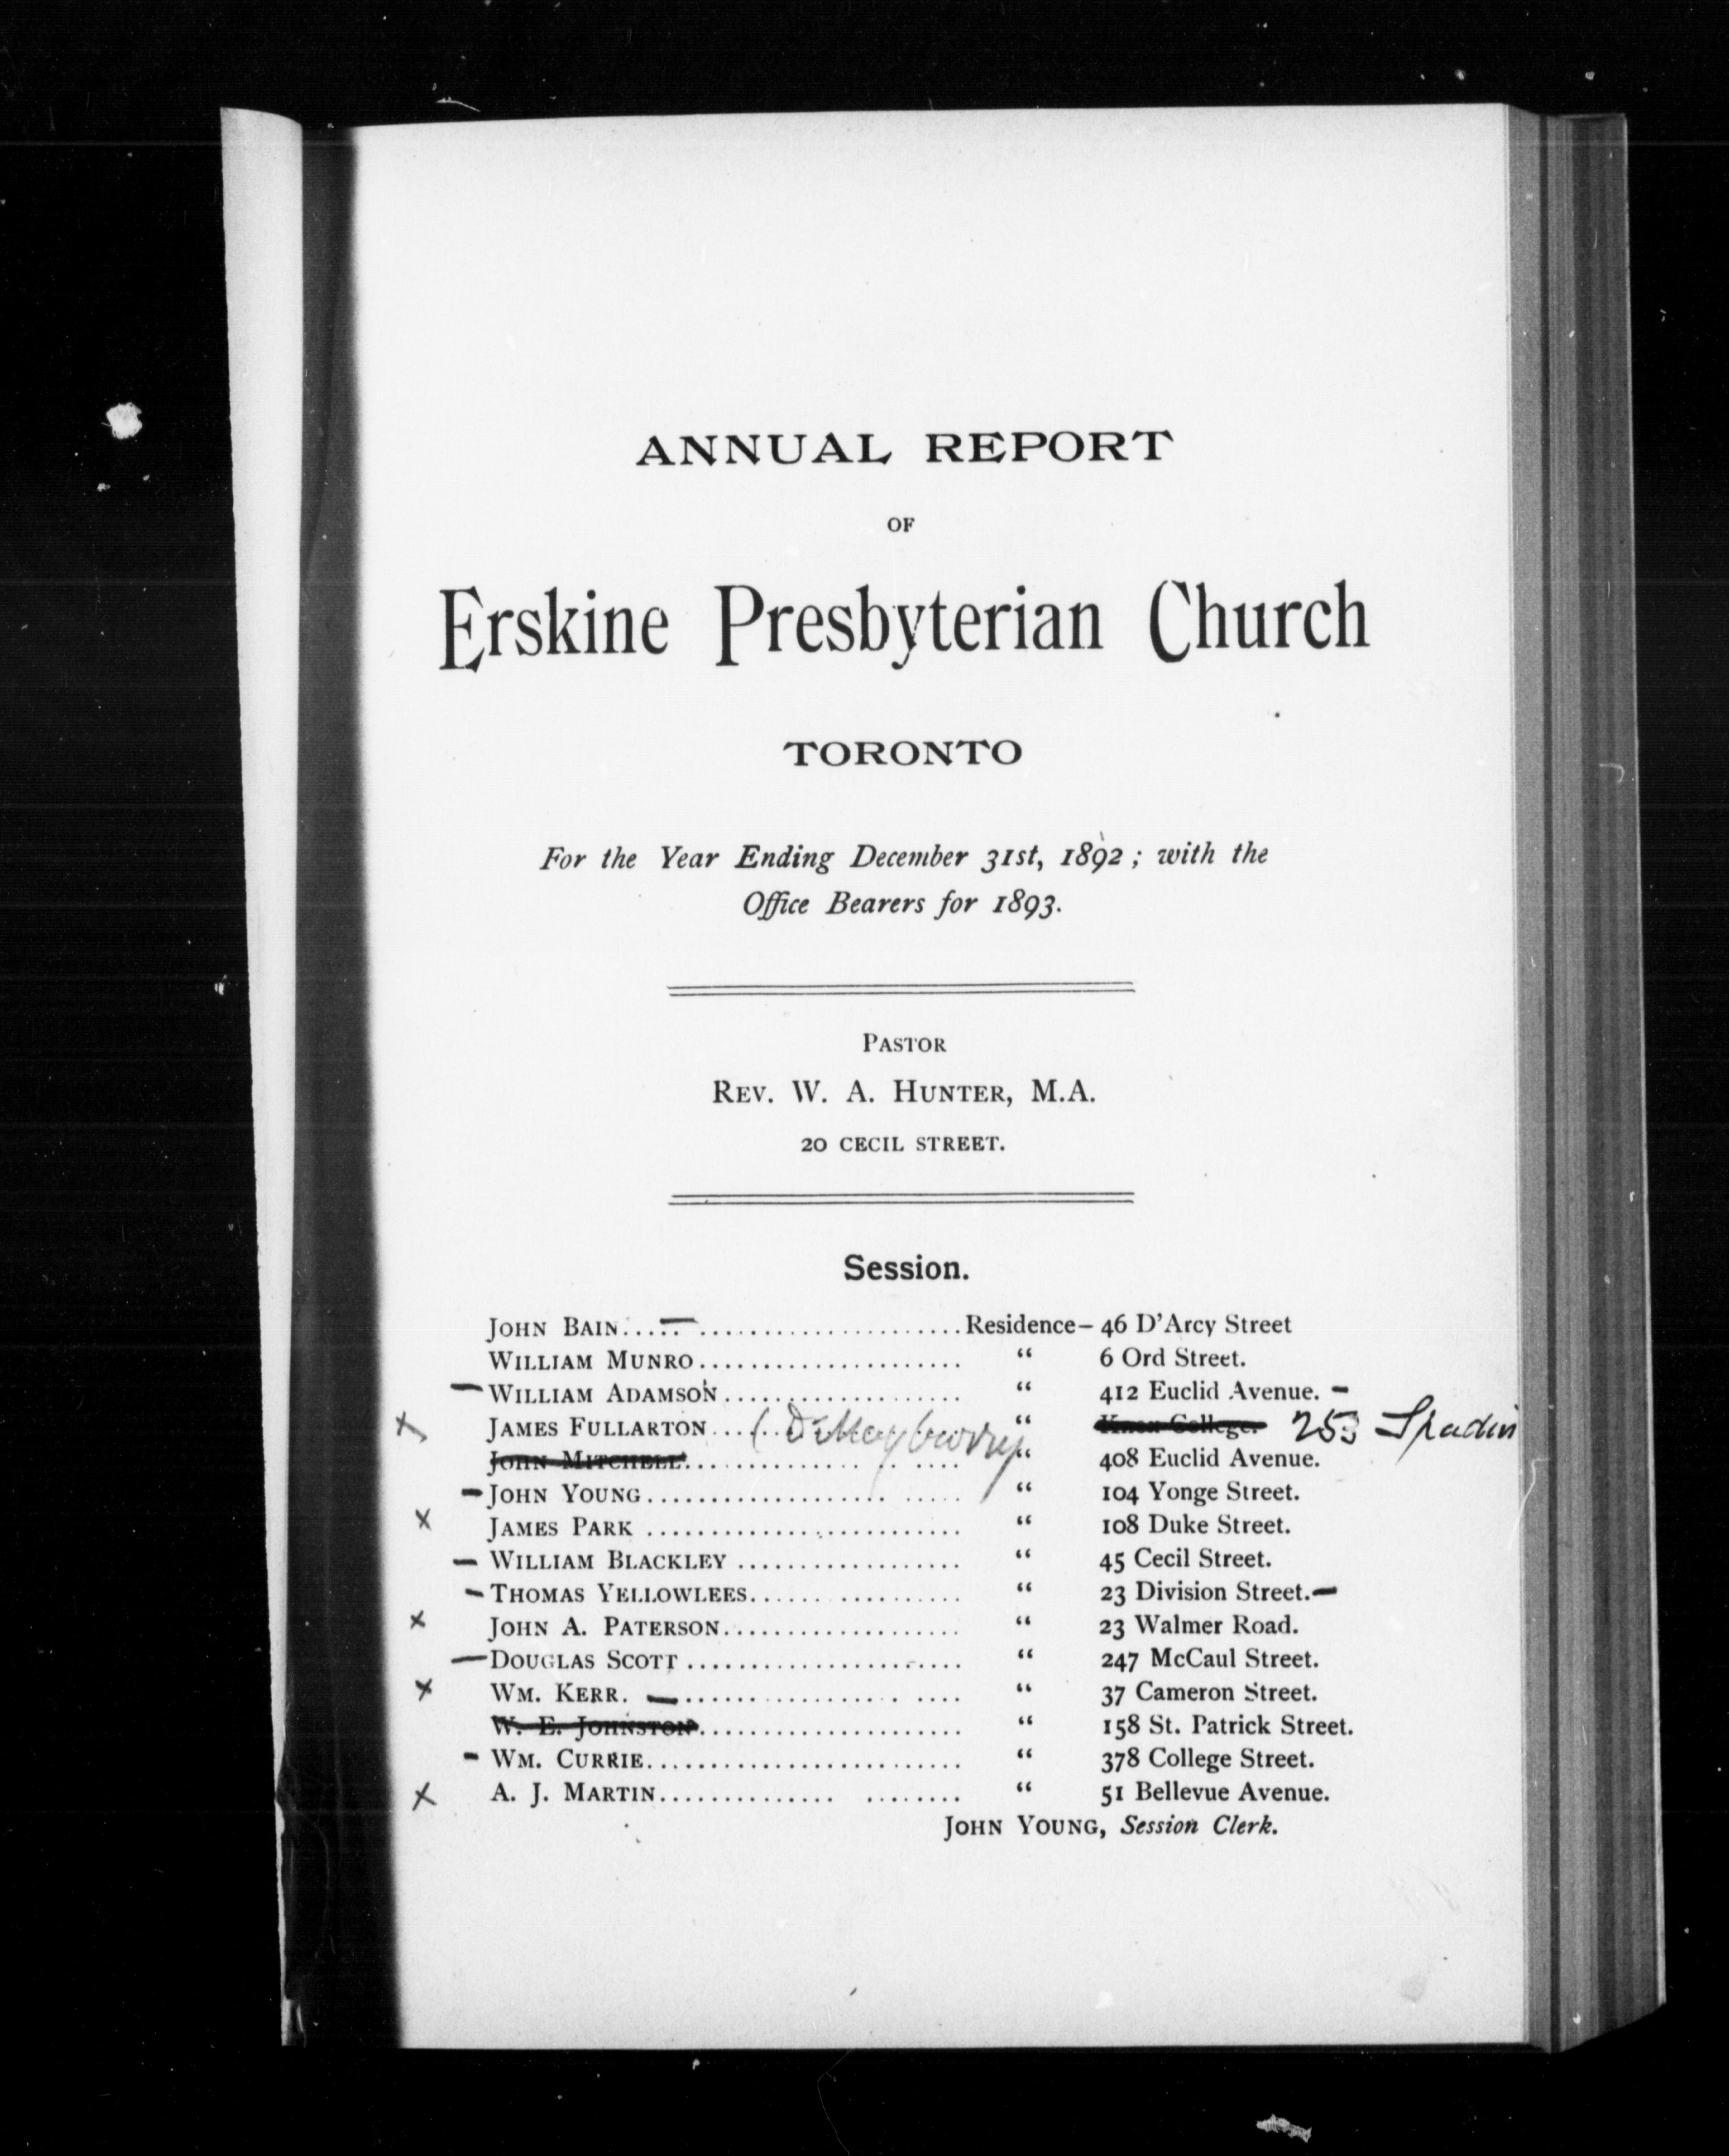 ANNUAL REPORT
OF
Erskine Presbyterian Church
TORONTO
For the Year Ending December 31st, 1892; with the
Office Bearers for 1893.
PASTOR
REV. W. A. HUNTER, M.A.
20 CECIL STREET.
Session.
JOHN BAIN........................Residence– 46 D'Arcy Street
WILLIAM MUNRO...................... “ 6 Ord Street.
– WILLIAM ADAMSON.................... “ 412 Euclid Avenue. –
x JAMES FULLARTON...... “ Knox College. 253 Spadin
JOHN MITCHELL...................... “ 408 Euclid Avenue.
– JOHN YOUNG......................... “ 104 Yonge Street.
x JAMES PARK .......................... “ 108 Duke Street.
– WILLIAM BLACKLEY ................... “ 45 Cecil Street.
– THOMAS YELLOWLEES.................. “ 23 Division Street. –
x JOHN A. PATERSON.................... “ 23 Walmer Road.
– DOUGLAS SCOTT ....................... “ 247 McCaul Street.
x WM. KERR. – ....................... “ 37 Cameron Street.
W. E. JOHNSTON...................... “ 158 St. Patrick Street.
– WM. CURRIE........................... “ 378 College Street.
x A. J. MARTIN....................... “ 51 Bellevue Avenue.
JOHN YOUNG, Session Clerk.